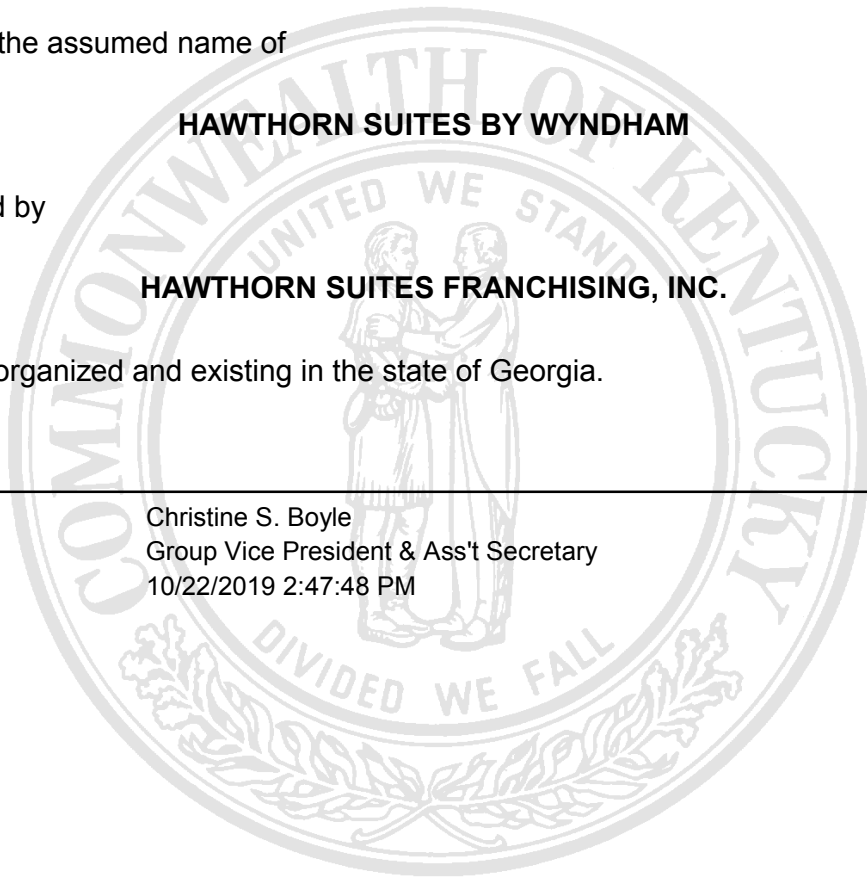 the assumed name of
HAWTHORN SUITES BY WYNDHAM
d by
HAWTHORN SUITES FRANCHISING, INC.
organized and existing in the state of Georgia.
Christine S. Boyle
Group Vice President & Ass't Secretary
10/22/2019 2:47:48 PM
COMMONWEALTH OF KENTUCKY
UNITED WE STAND
DIVIDED WE FALL